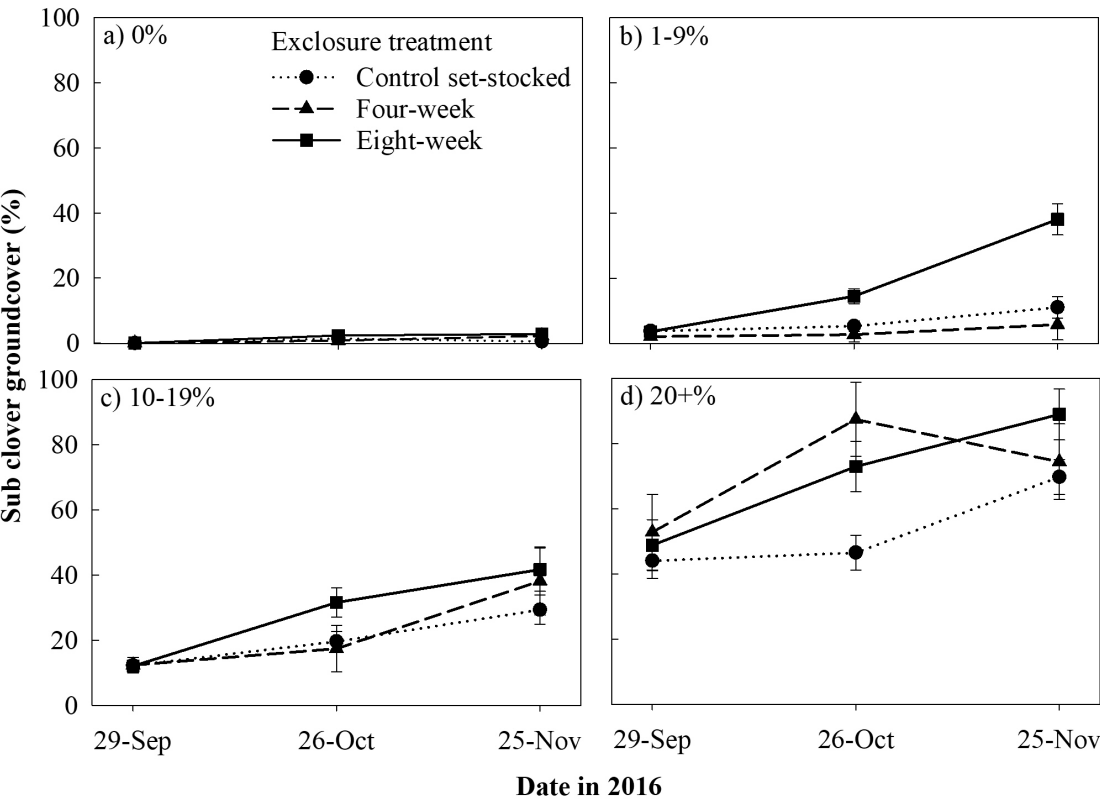 a) 0%
Exclosure treatment
Control set-stocked
Four-week
Eight-week
b) 1-9%
100
80
60
40
20
0
c) 10-19%
d) 20+%
100
80
60
40
20
0
Sub clover groundcover (%)
29-Sep 26-Oct 25-Nov
29-Sep 26-Oct 25-Nov
Date in 2016